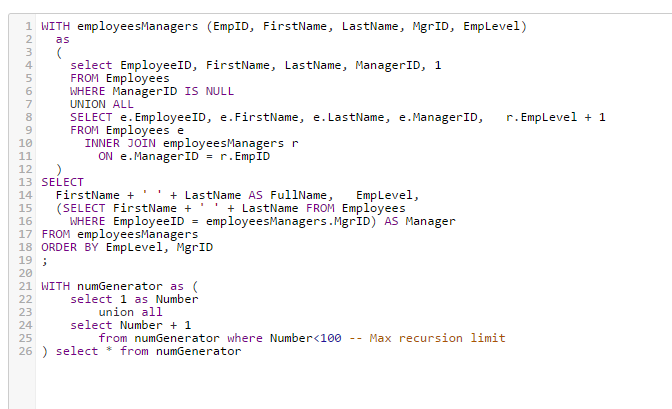 1 WITH employeesManagers (EmpID, FirstName, LastName, MgrID, EmpLevel)
2 as
3 (
4 select EmployeeID, FirstName, LastName, ManagerID, 1
5 FROM Employees
6 WHERE ManagerID IS NULL
7 UNION ALL
8 SELECT e.EmployeeID, e.FirstName, e.LastName, e.ManagerID, r.EmpLevel + 1
9 FROM Employees e
10 INNER JOIN employeesManagers r
11 ON e.ManagerID = r.EmpID
12 )
13 SELECT
14 FirstName + ' ' + LastName AS FullName, EmpLevel,
15 (SELECT FirstName + ' ' + LastName FROM Employees
16 WHERE EmployeeID = employeesManagers.MgrID) AS Manager
17 FROM employeesManagers
18 ORDER BY EmpLevel, MgrID
19 ;
20
21 WITH numGenerator as (
22 select 1 as Number
23 union all
24 select Number + 1
25 from numGenerator where Number<100 -- Max recursion limit
26 ) select * from numGenerator